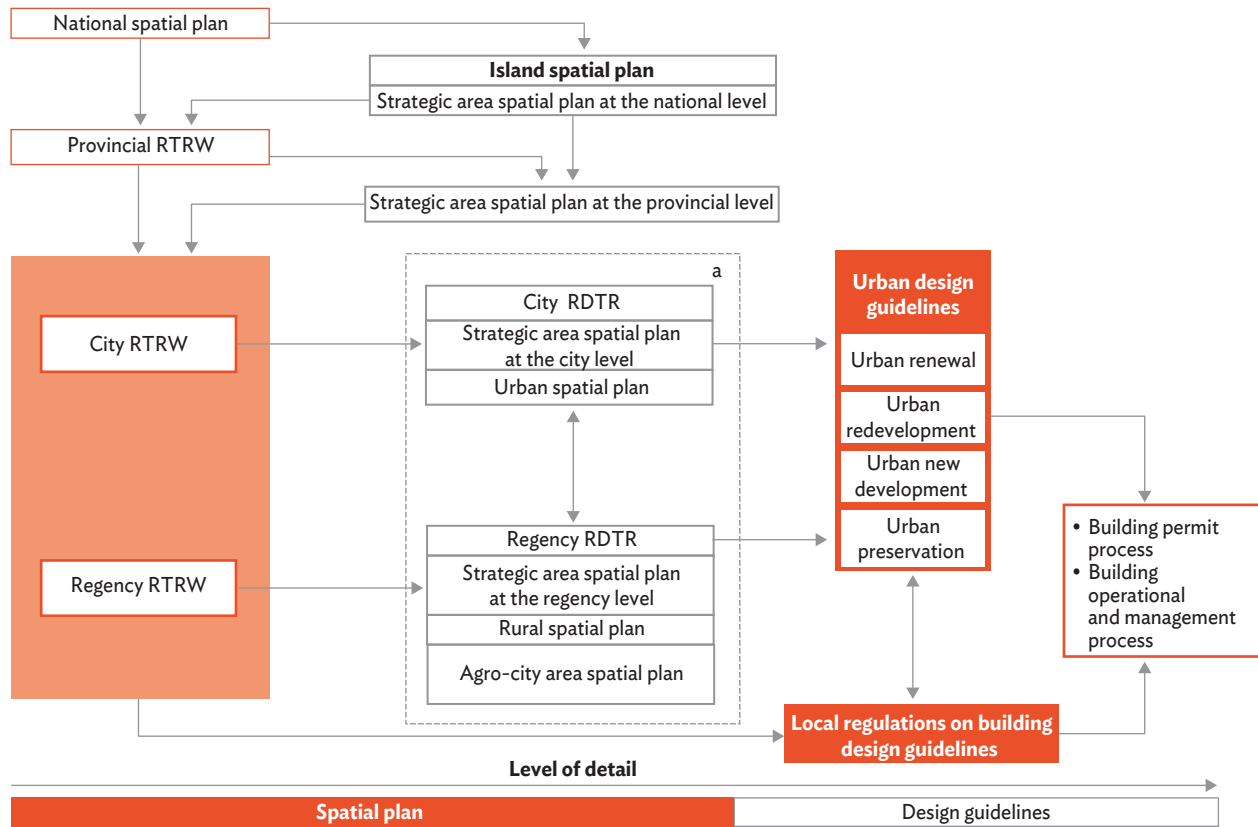 National spatial plan
Island spatial plan
Strategic area spatial plan at the national level
Provincial RTRW
Strategic area spatial plan at the provincial level
a
City RTRW
City RDTR
Strategic area spatial plan
at the city level
Urban spatial plan
Regency RTRW
Regency RDTR
Strategic area spatial plan
at the regency level
Rural spatial plan
Agro-city area spatial plan
Urban design
guidelines
Urban renewal
Urban
redevelopment
Urban new
development
Urban
preservation
• Building permit
process
• Building
operational
and management
process
Local regulations on building
design guidelines
Level of detail
Spatial plan
Design guidelines